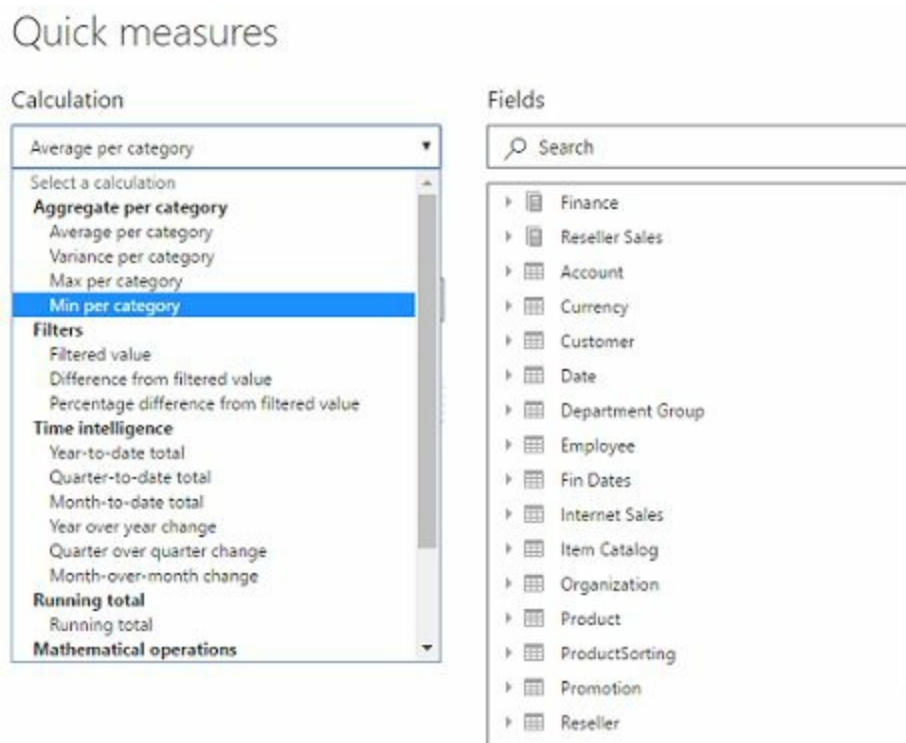 Quick measures
Calculation
Average per category
Select a calculation
Aggregate per category
Average per category
Variance per category
Max per category
Min per category
Filters
Filtered value
Difference from filtered value
Percentage difference from filtered value
Time intelligence
Year-to-date total
Quarter-to-date total
Month-to-date total
Year over year change
Quarter over quarter change
Month-over-month change
Running total
Running total
Mathematical operations
Fields
Search
Finance
Reseller Sales
Account
Currency
Customer
Date
Department Group
Employee
Fin Dates
Internet Sales
Item Catalog
Organization
Product
ProductSorting
Promotion
Reseller